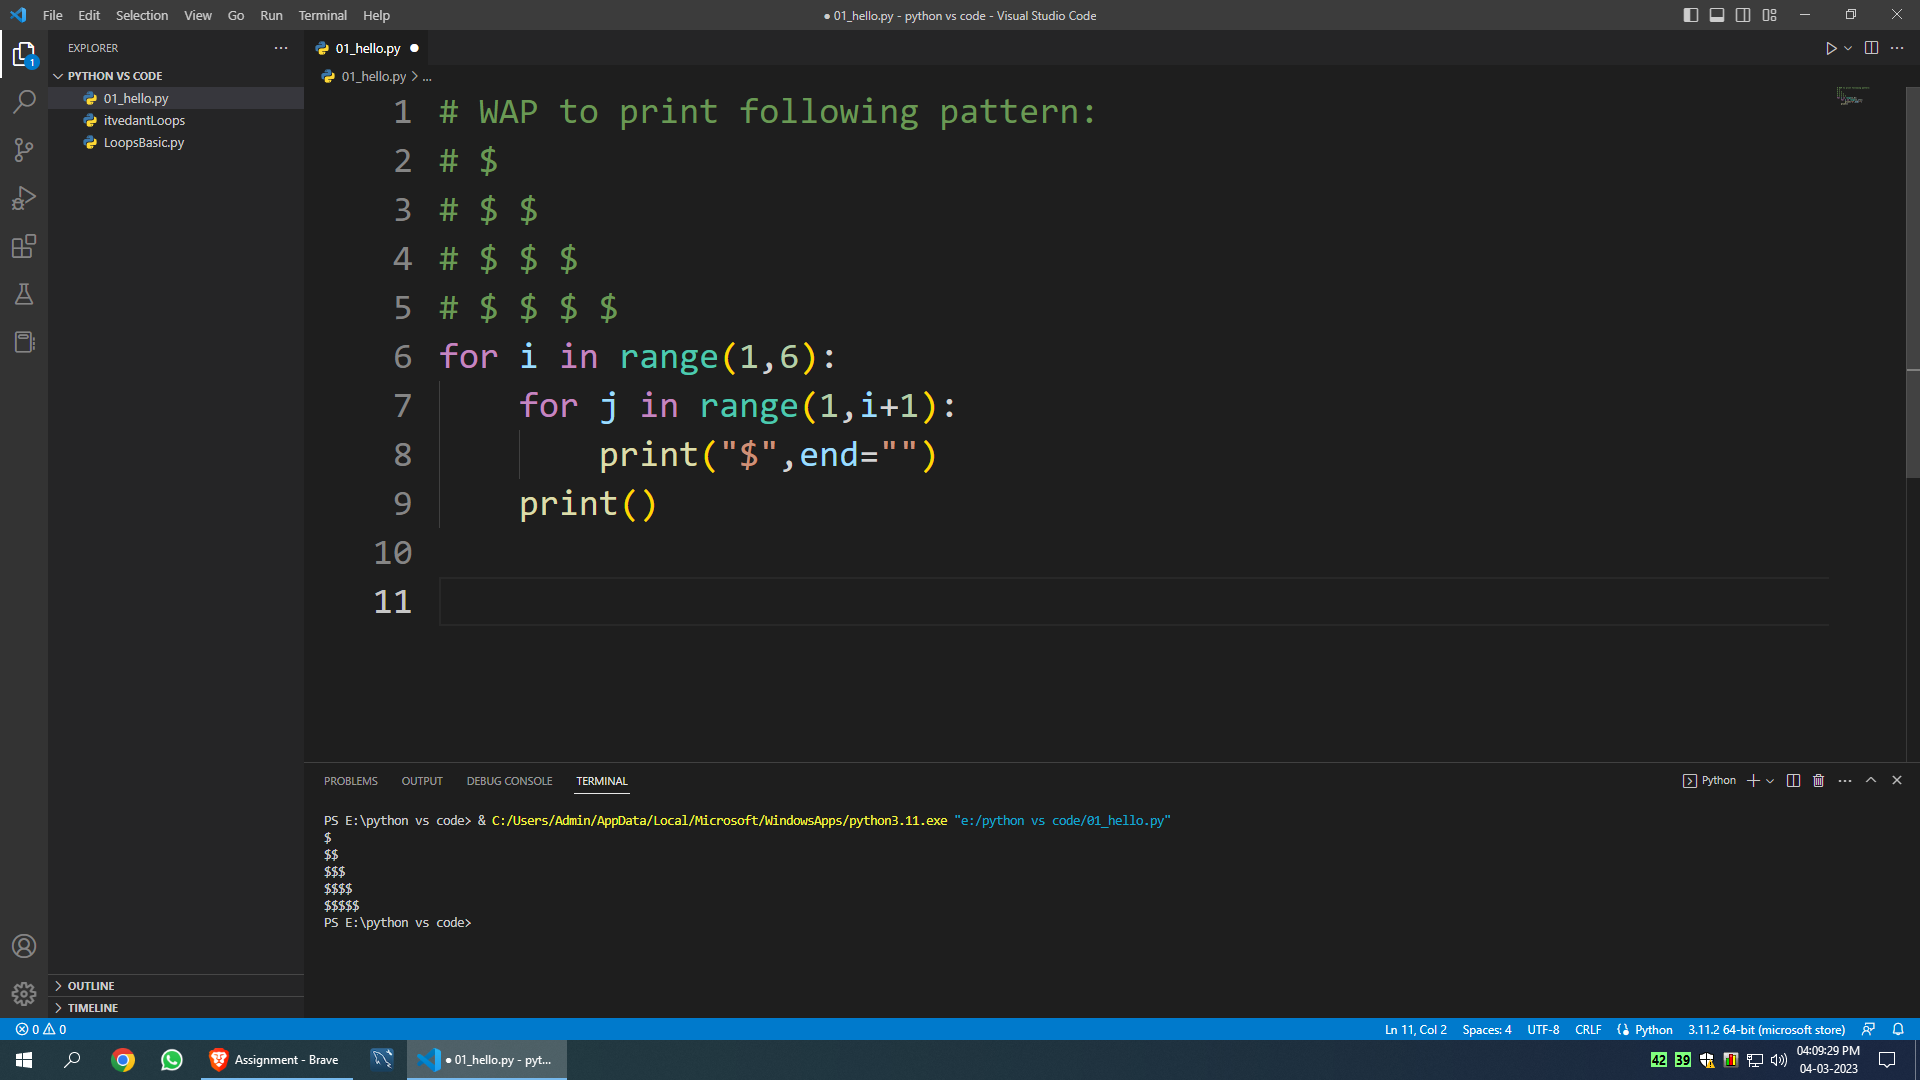 File Edit Selection View Go Run Terminal Help
● 01_hello.py - python vs code - Visual Studio Code
EXPLORER
01_hello.py
PYTHON VS CODE
01_hello.py
itvedantLoops
LoopsBasic.py
1
OUTLINE
TIMELINE
01_hello.py > ...
1 # WAP to print following pattern:
2 # $
3 # $ $
4 # $ $ $
5 # $ $ $ $
6 for i in range(1,6):
7 for j in range(1,i+1):
8 print("$",end="")
9 print()
10
11
PROBLEMS OUTPUT DEBUG CONSOLE TERMINAL
Python
PS E:\python vs code> & C:/Users/Admin/AppData/Local/Microsoft/WindowsApps/python3.11.exe "e:/python vs code/01_hello.py"
$
$$
$$$
$$$$
$$$$$
PS E:\python vs code>
0 0
Ln 11, Col 2 Spaces: 4 UTF-8 CRLF Python 3.11.2 64-bit (microsoft store)
Assignment - Brave
● 01_hello.py - pyt...
42 39
04:09:29 PM
04-03-2023